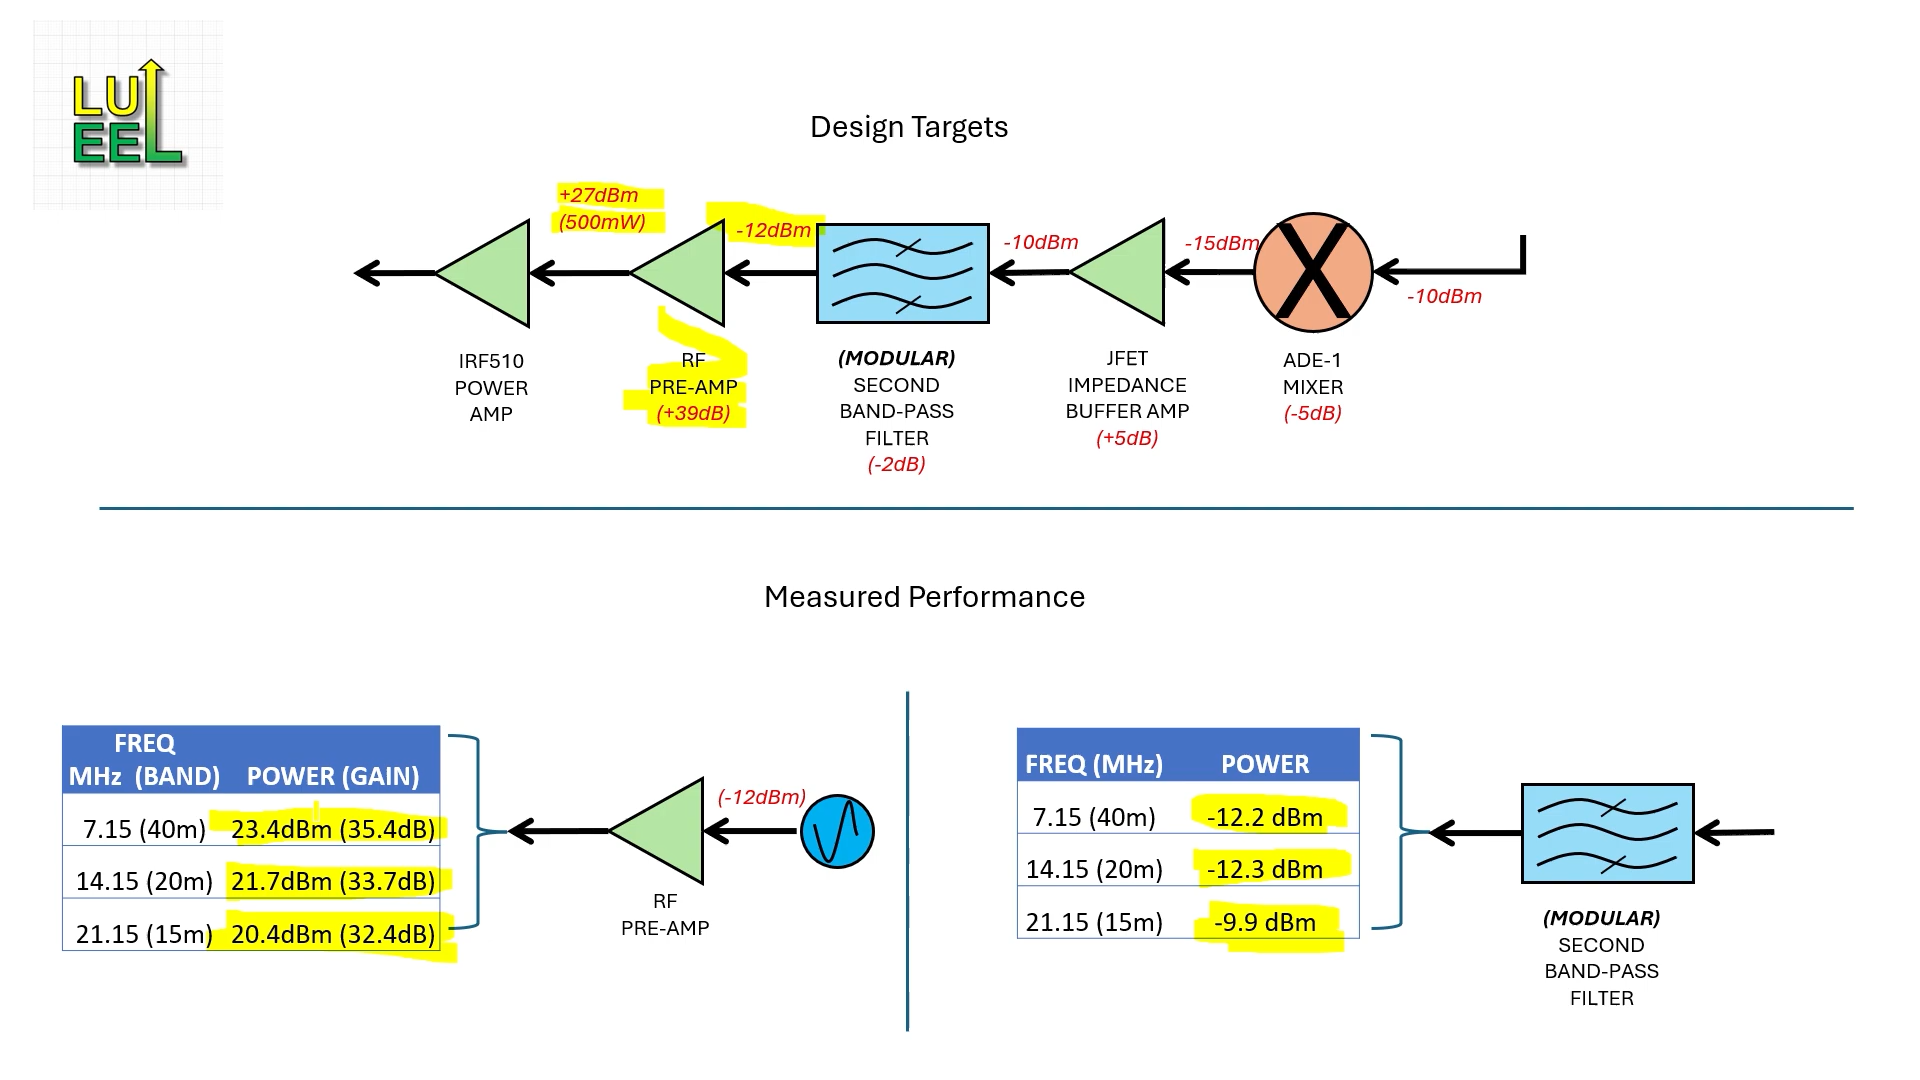 LU
EEL
Design Targets
+27dBm
(500mW)
-12dBm
-10dBm
-15dBm
-10dBm
IRF510
POWER
AMP
RF
PRE-AMP
(+39dB)
(MODULAR)
SECOND
BAND-PASS
FILTER
(-2dB)
JFET
IMPEDANCE
BUFFER AMP
(+5dB)
X
ADE-1
MIXER
(-5dB)
Measured Performance
FREQ
MHz (BAND) POWER (GAIN)
7.15 (40m) 23.4dBm (35.4dB)
14.15 (20m) 21.7dBm (33.7dB)
21.15 (15m) 20.4dBm (32.4dB)
(-12dBm)
RF
PRE-AMP
FREQ (MHz) POWER
7.15 (40m) -12.2 dBm
14.15 (20m) -12.3 dBm
21.15 (15m) -9.9 dBm
(MODULAR)
SECOND
BAND-PASS
FILTER